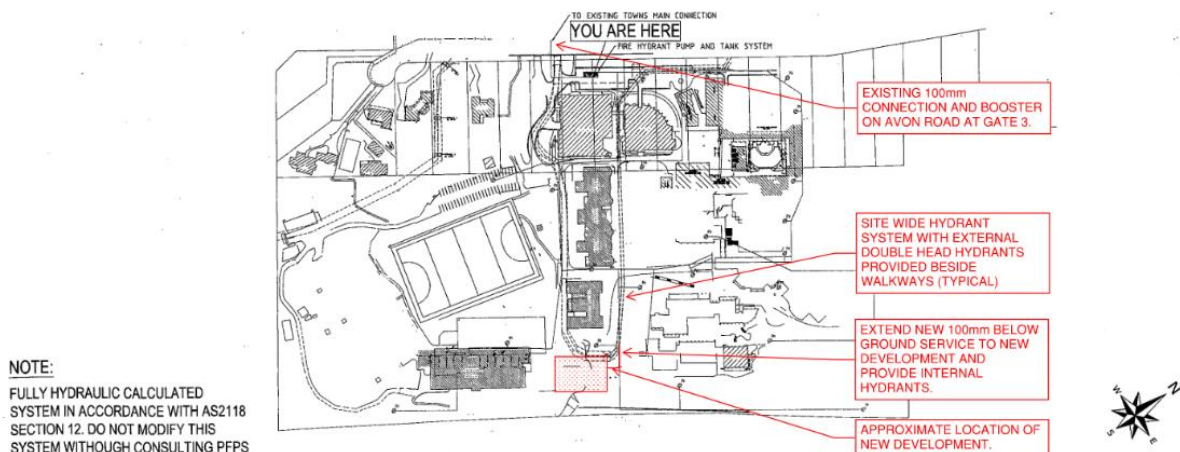 TO EXISTING TOWNS MAIN CONNECTION
YOU ARE HERE
FIRE HYDRANT PUMP AND TANK SYSTEM
EXISTING 100mm
CONNECTION AND BOOSTER
ON AVON ROAD AT GATE 3.
SITE WIDE HYDRANT
SYSTEM WITH EXTERNAL
DOUBLE HEAD HYDRANTS
PROVIDED BESIDE
WALKWAYS (TYPICAL)
EXTEND NEW 100mm BELOW
GROUND SERVICE TO NEW
DEVELOPMENT AND
PROVIDE INTERNAL
HYDRANTS.
APPROXIMATE LOCATION OF
NEW DEVELOPMENT.
NOTE:
FULLY HYDRAULIC CALCULATED
SYSTEM IN ACCORDANCE WITH AS2118
SECTION 12. DO NOT MODIFY THIS
SYSTEM WITHOUGH CONSULTING PFPS
W N
S E